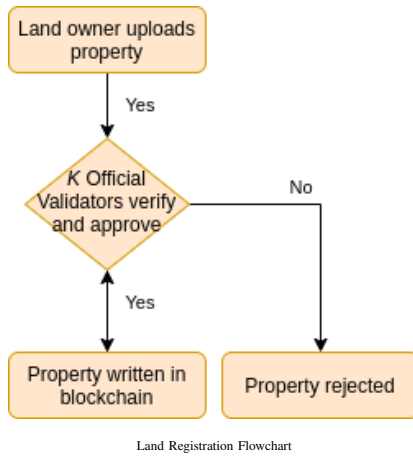 Land owner uploads
property
Yes
K Official
Validators verify
and approve
No
Yes
Property written in
blockchain
Property rejected
Land Registration Flowchart